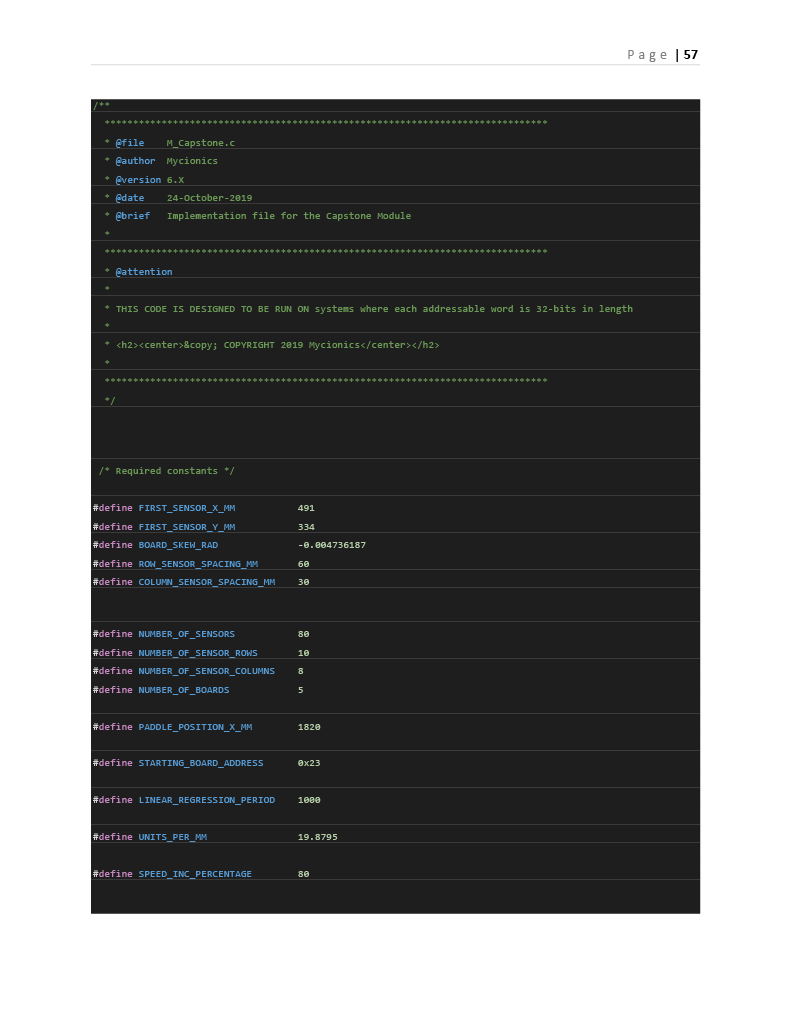 Page | 57
/**
  ******************************************************************************
  * @file    M_Capstone.c
  * @author  Mycionics
  * @version 6.X
  * @date    24-October-2019
  * @brief   Implementation file for the Capstone Module
  *
  ******************************************************************************
  * @attention
  *
  * THIS CODE IS DESIGNED TO BE RUN ON systems where each addressable word is 32-bits in length
  *
  * <h2><center>&copy; COPYRIGHT 2019 Mycionics</center></h2>
  *
  ******************************************************************************
  */
 /* Required constants */
#define FIRST_SENSOR_X_MM           491
#define FIRST_SENSOR_Y_MM           334
#define BOARD_SKEW_RAD              -0.004736187
#define ROW_SENSOR_SPACING_MM       60
#define COLUMN_SENSOR_SPACING_MM    30
#define NUMBER_OF_SENSORS           80
#define NUMBER_OF_SENSOR_ROWS       10
#define NUMBER_OF_SENSOR_COLUMNS    8
#define NUMBER_OF_BOARDS            5
#define PADDLE_POSITION_X_MM        1820
#define STARTING_BOARD_ADDRESS      0x23
#define LINEAR_REGRESSION_PERIOD    1000
#define UNITS_PER_MM                19.8795
#define SPEED_INC_PERCENTAGE        80